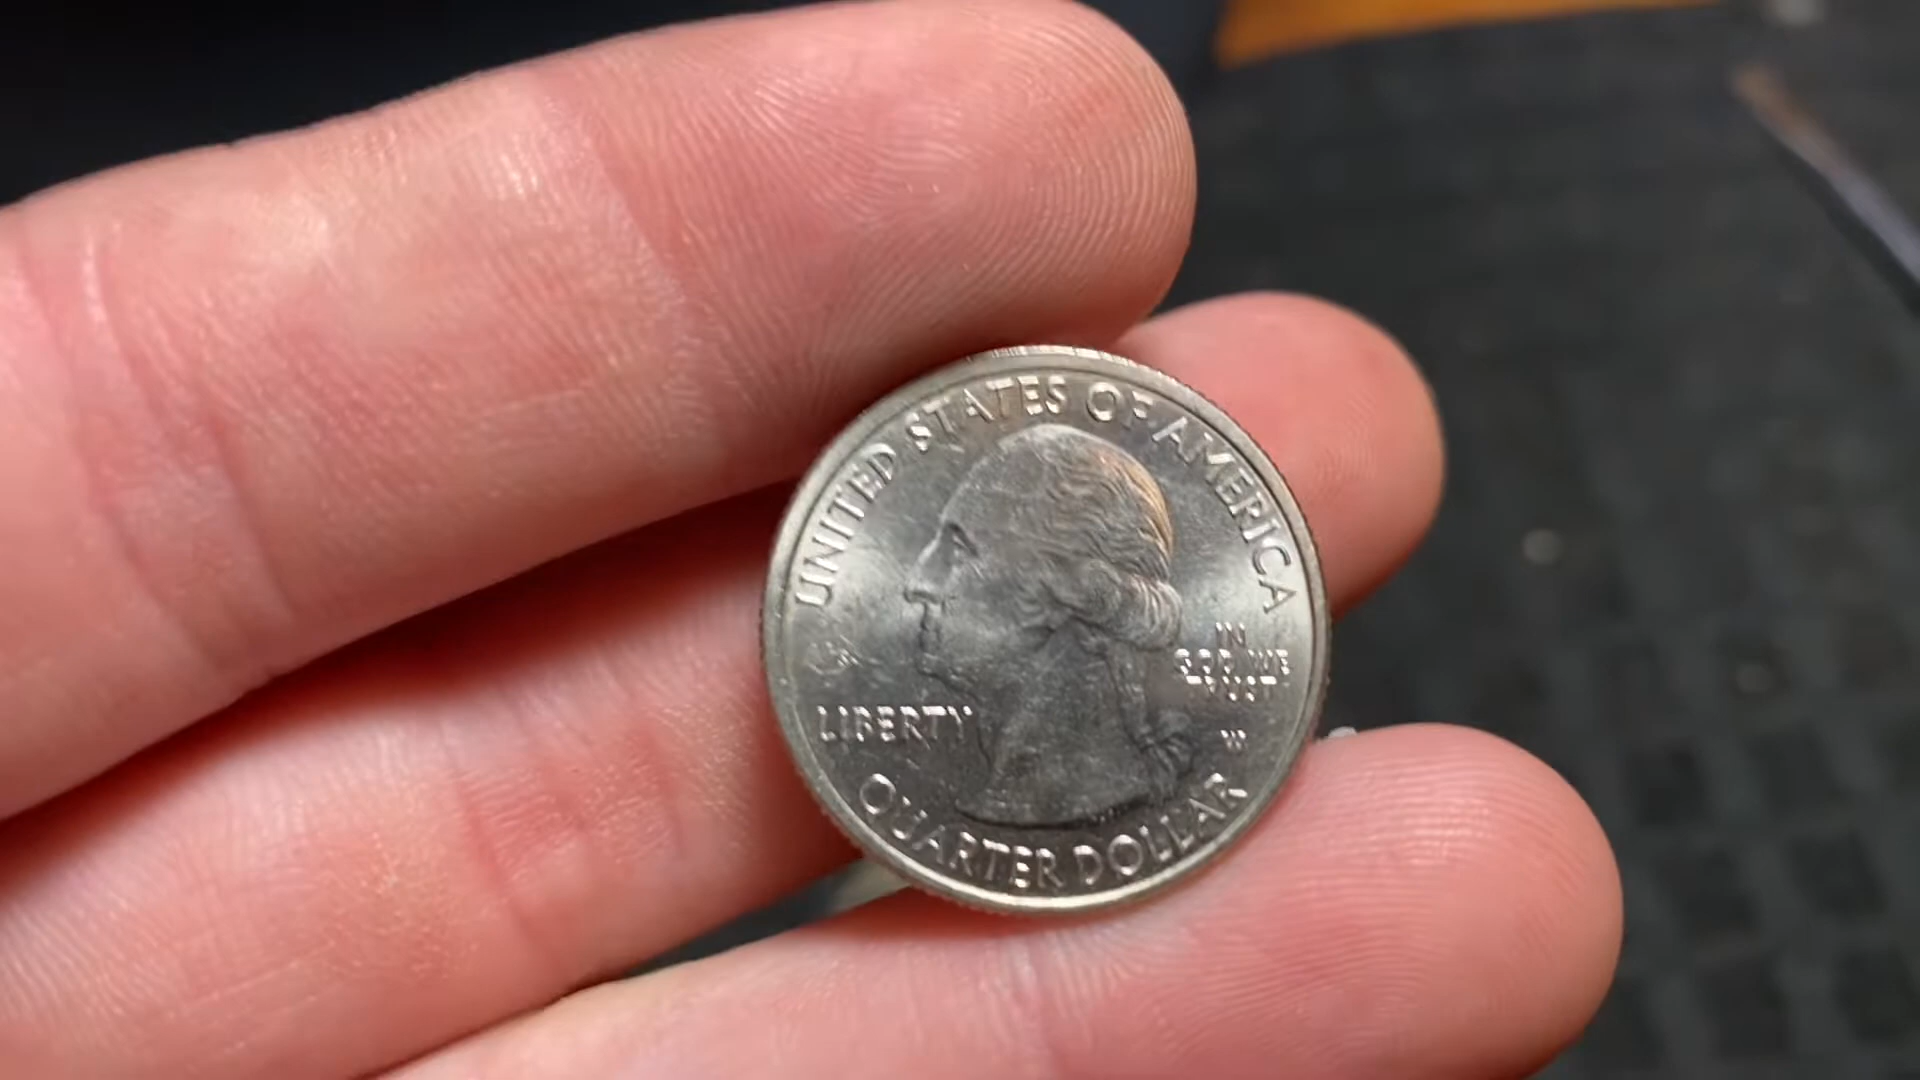 UNITED STATES OF AMERICA
LIBERTY
IN
GOD WE
TRUST
W
QUARTER DOLLAR